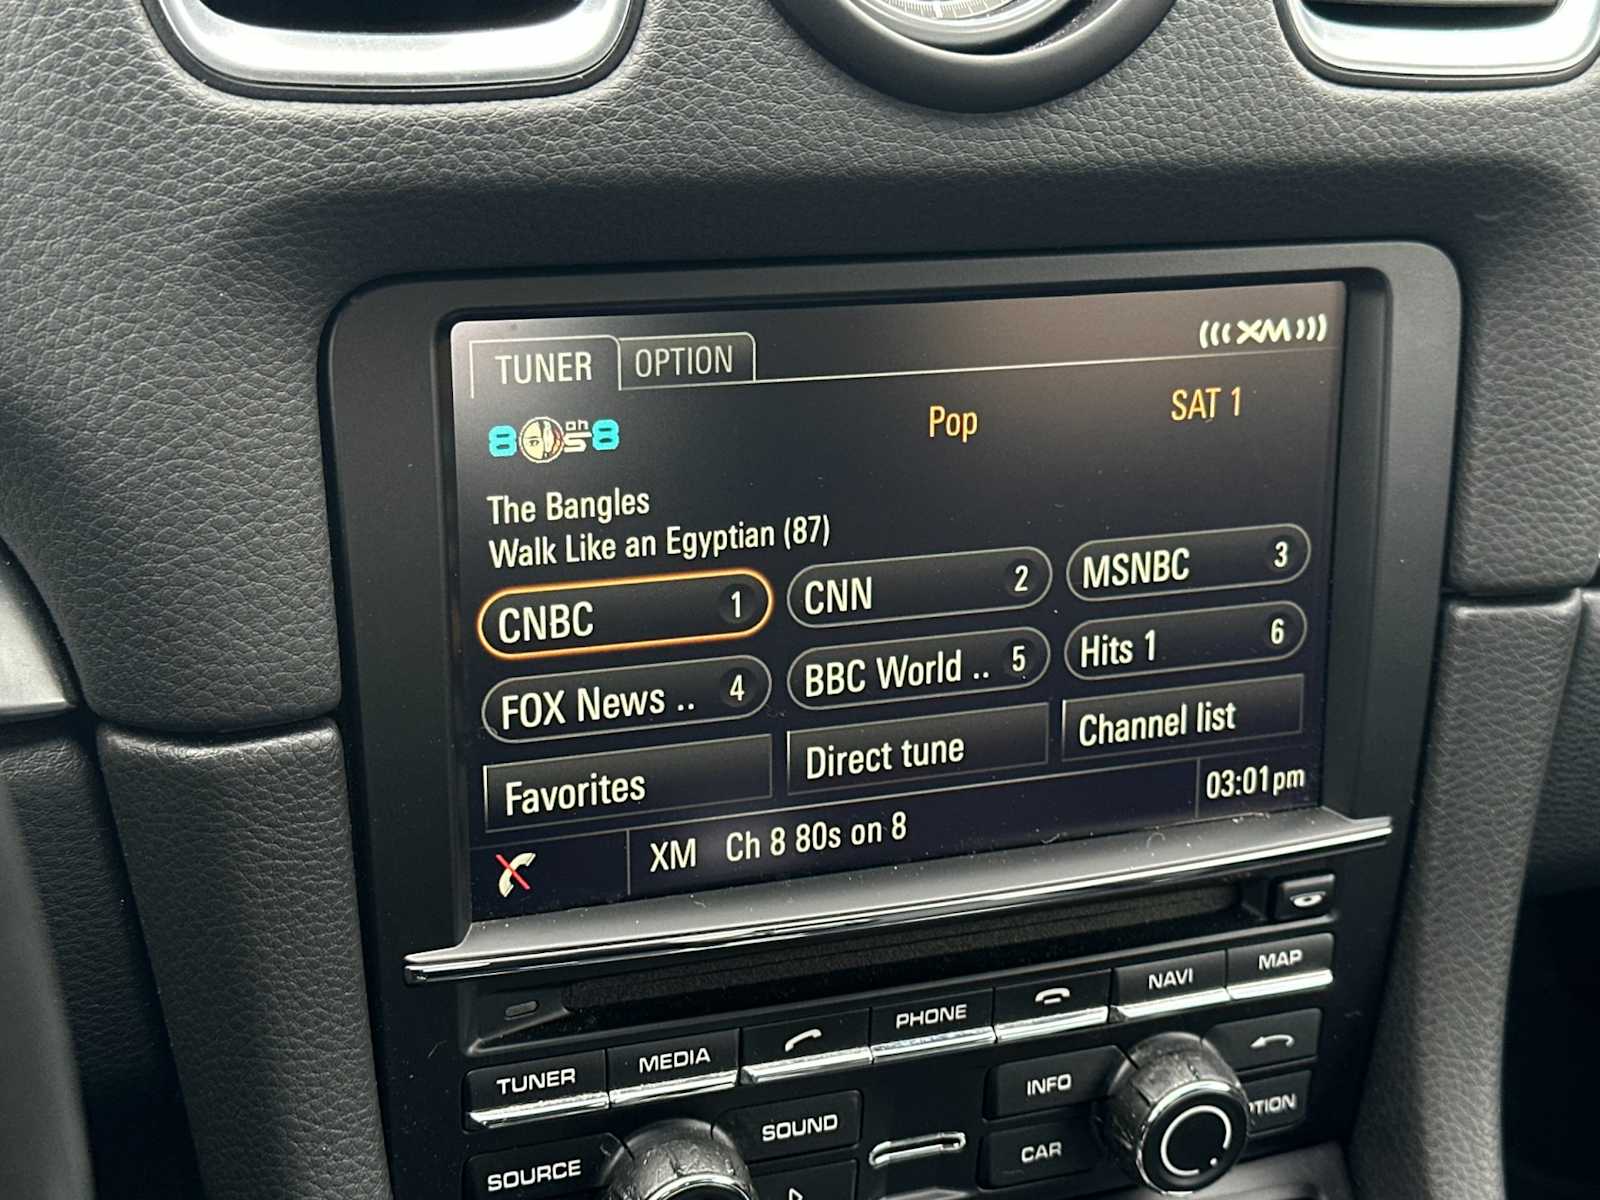 TUNER OPTION XM
8 0s on 8 Pop SAT 1
The Bangles
Walk Like an Egyptian (87)
CNBC 1 CNN 2 MSNBC 3
FOX News .. 4 BBC World .. 5 Hits 1 6
Favorites Direct tune Channel list
XM Ch 8 80s on 8 03:01pm
TUNER MEDIA PHONE NAVI MAP
SOURCE SOUND INFO
CAR